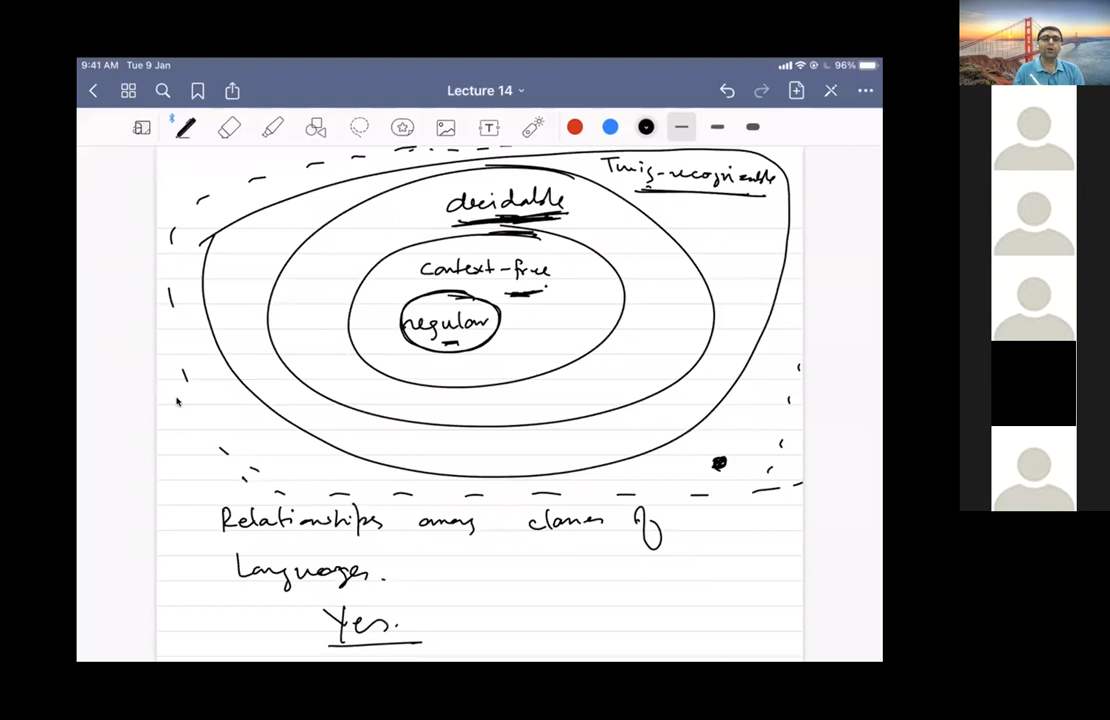 9:41 AM Tue 9 Jan
96%
Lecture 14
T
Turing-recognizable
decidable
context-free
regular
Relationships among classes of
Languages.
Yes.